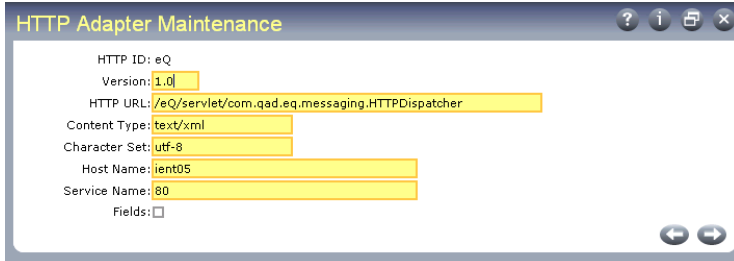 HTTP Adapter Maintenance
HTTP ID: eQ
Version: 1.0
HTTP URL: /eQ/servlet/com.qad.eq.messaging.HTTPDispatcher
Content Type: text/xml
Character Set: utf-8
Host Name: ient05
Service Name: 80
Fields: